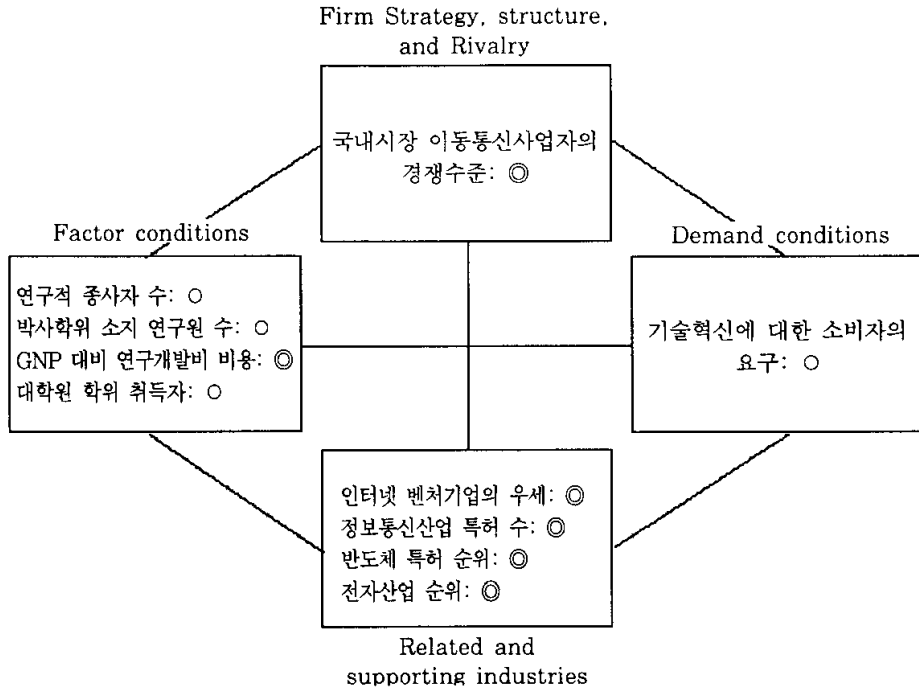 Firm Strategy, structure,
and Rivalry
국내시장 이동통신사업자의
경쟁수준: ◎
Factor conditions
연구적 종사자 수: ○
박사학위 소지 연구원 수: ○
GNP 대비 연구개발비 비용: ◎
대학원 학위 취득자: ○
Demand conditions
기술혁신에 대한 소비자의
요구: ○
인터넷 벤처기업의 우세: ◎
정보통신산업 특허 수: ◎
반도체 특허 순위: ◎
전자산업 순위: ◎
Related and
supporting industries